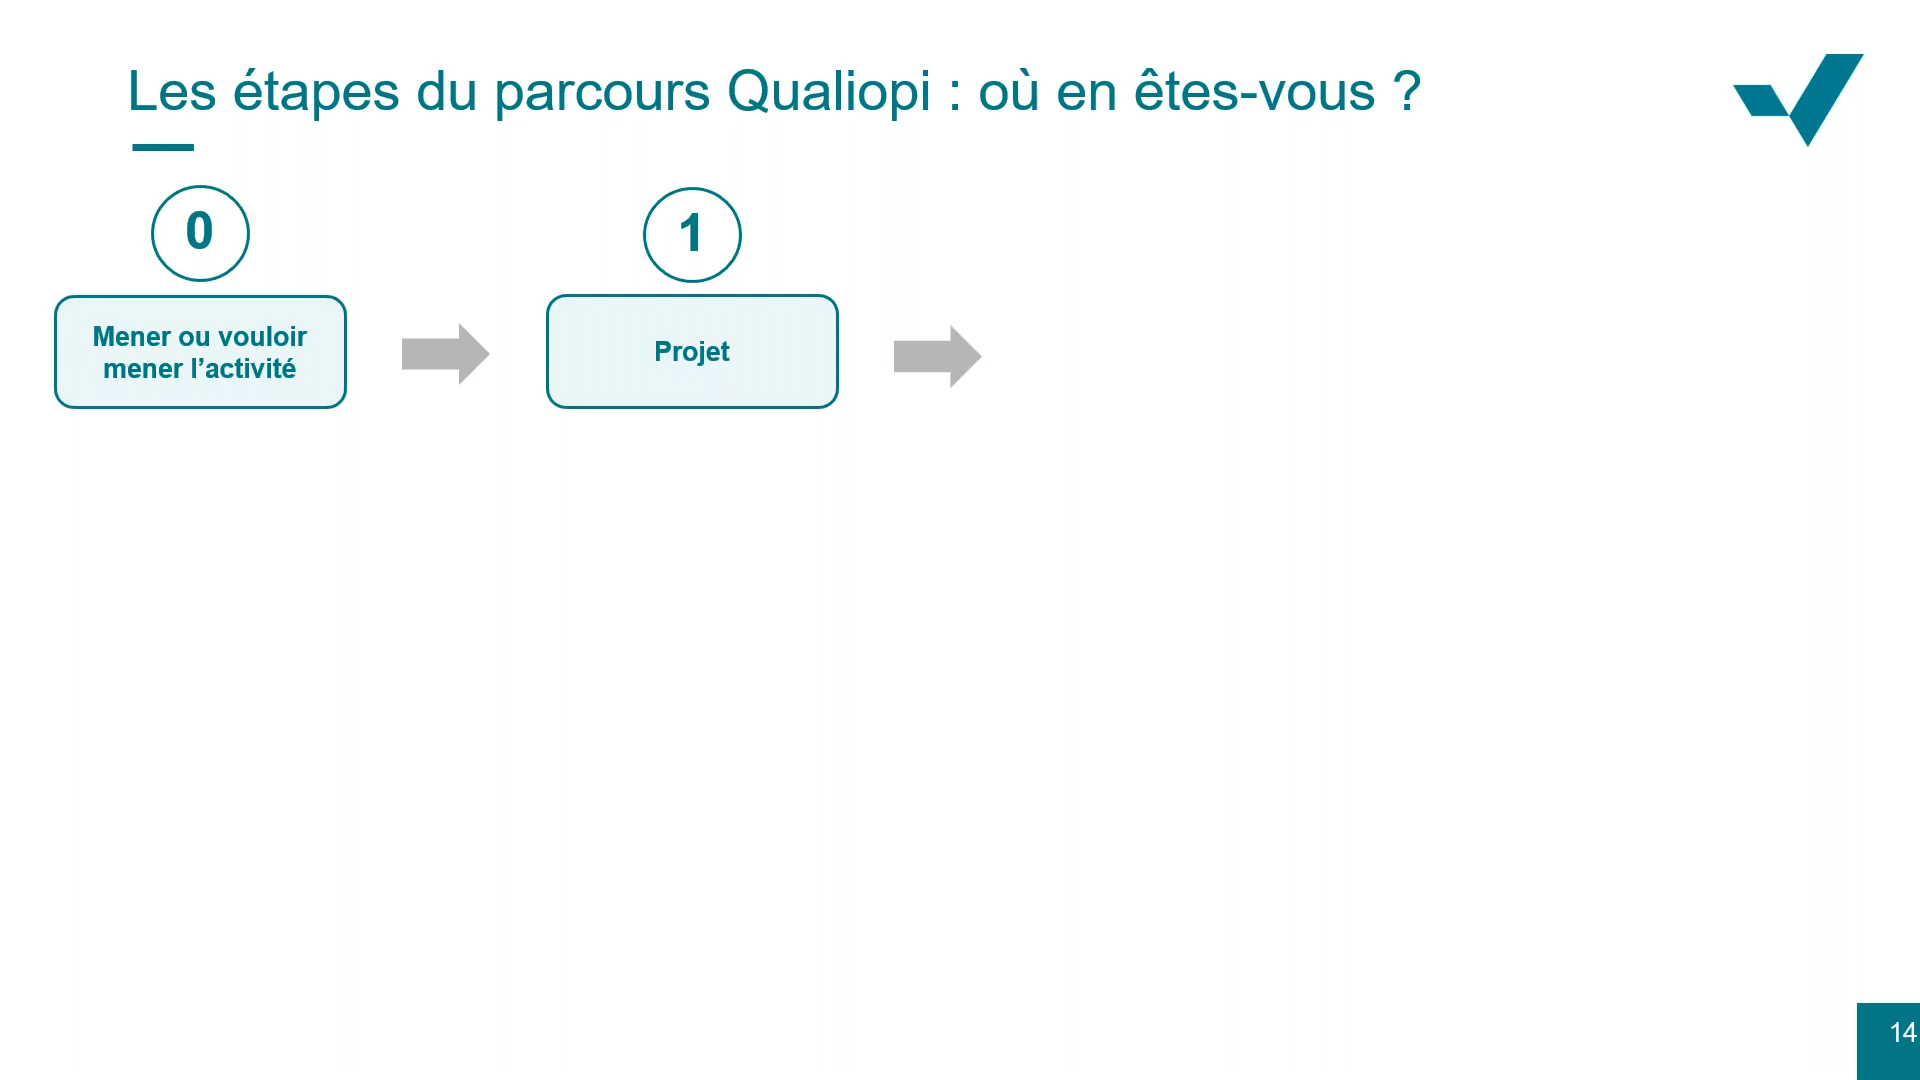 Les étapes du parcours Qualiopi : où en êtes-vous ?
0
1
Mener ou vouloir
mener l’activité
Projet
14